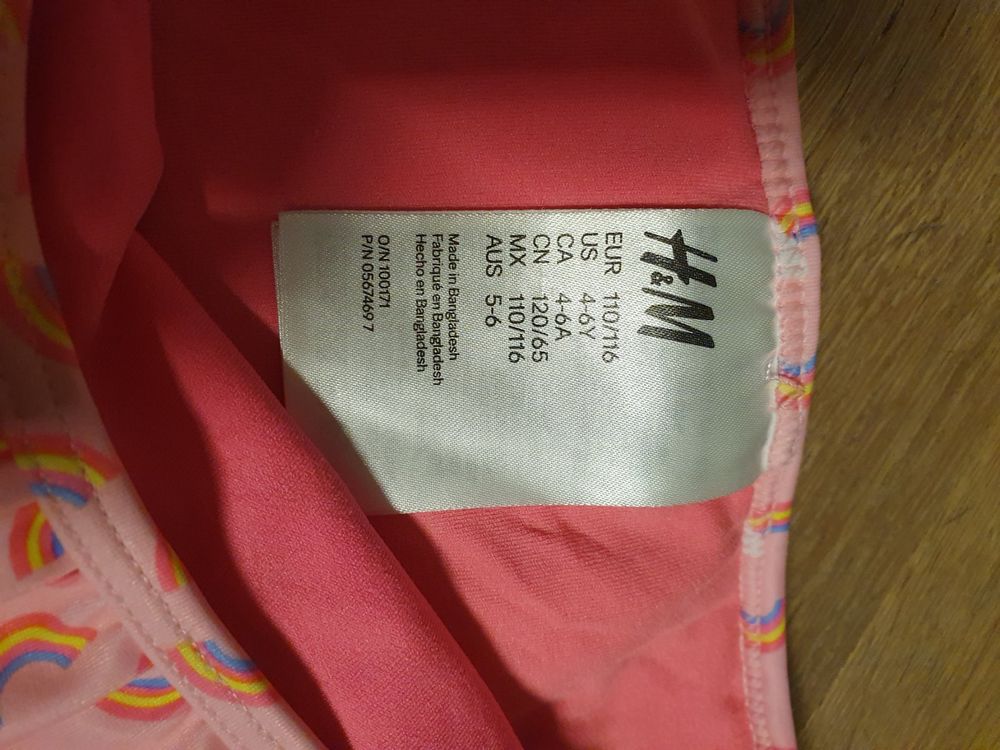 H&M
EUR 110/116
US 4-6Y
CA 4-6A
CN 120/65
MX 110/116
AUS 5-6
Made in Bangladesh
Fabriqué en Bangladesh
Hecho en Bangladesh
O/N 100171
P/N 0567469 7